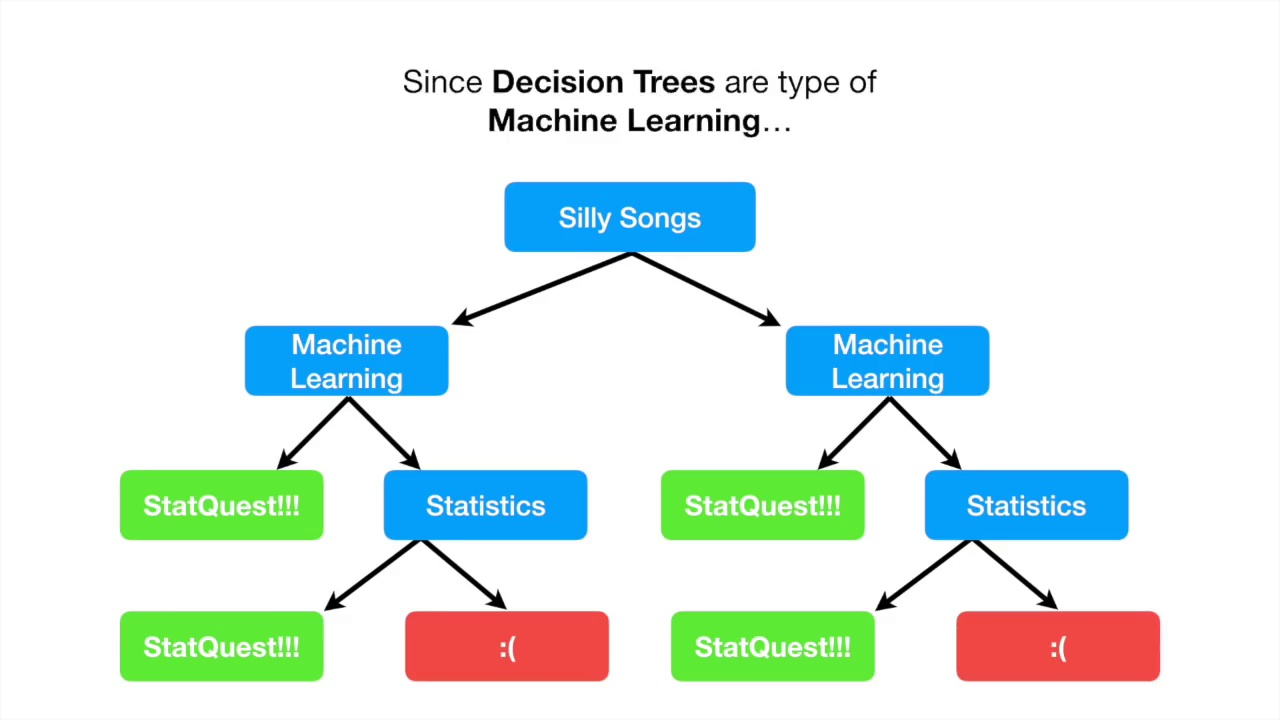 Since Decision Trees are type of
Machine Learning...
Silly Songs
Machine
Learning
Machine
Learning
StatQuest!!!
Statistics
StatQuest!!!
Statistics
StatQuest!!!
:(
StatQuest!!!
:(